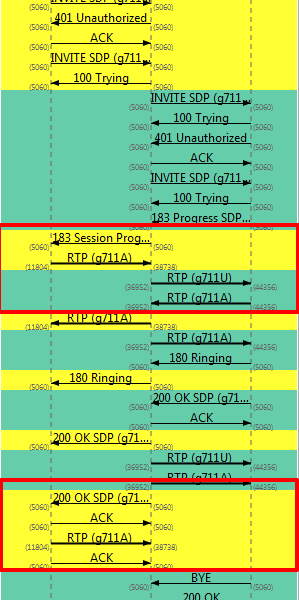 INVITE SDP (g711...
(5060) (5060)
401 Unauthorized
(5060) (5060)
ACK
(5060) (5060)
INVITE SDP (g711...
(5060) (5060)
100 Trying
(5060) (5060)
INVITE SDP (g711...
(5060) (5060)
100 Trying
(5060) (5060)
401 Unauthorized
(5060) (5060)
ACK
(5060) (5060)
INVITE SDP (g711...
(5060) (5060)
100 Trying
(5060) (5060)
183 Progress SDP...
183 Session Prog...
(5060) (5060)
RTP (g711A)
(11804) (38738)
RTP (g711U)
(36952) (44356)
RTP (g711A)
(36952) (44356)
RTP (g711A)
(11804) (38738)
RTP (g711A)
(36952) (44356)
180 Ringing
(5060) (5060)
180 Ringing
(5060) (5060)
200 OK SDP (g71...
(5060) (5060)
ACK
(5060) (5060)
200 OK SDP (g71...
(5060) (5060)
RTP (g711U)
(36952) (44356)
RTP (g711A)
(36952) (44356)
200 OK SDP (g71...
(5060) (5060)
ACK
(5060) (5060)
RTP (g711A)
(11804) (38738)
ACK
(5060) (5060)
BYE
(5060) (5060)
200 OK